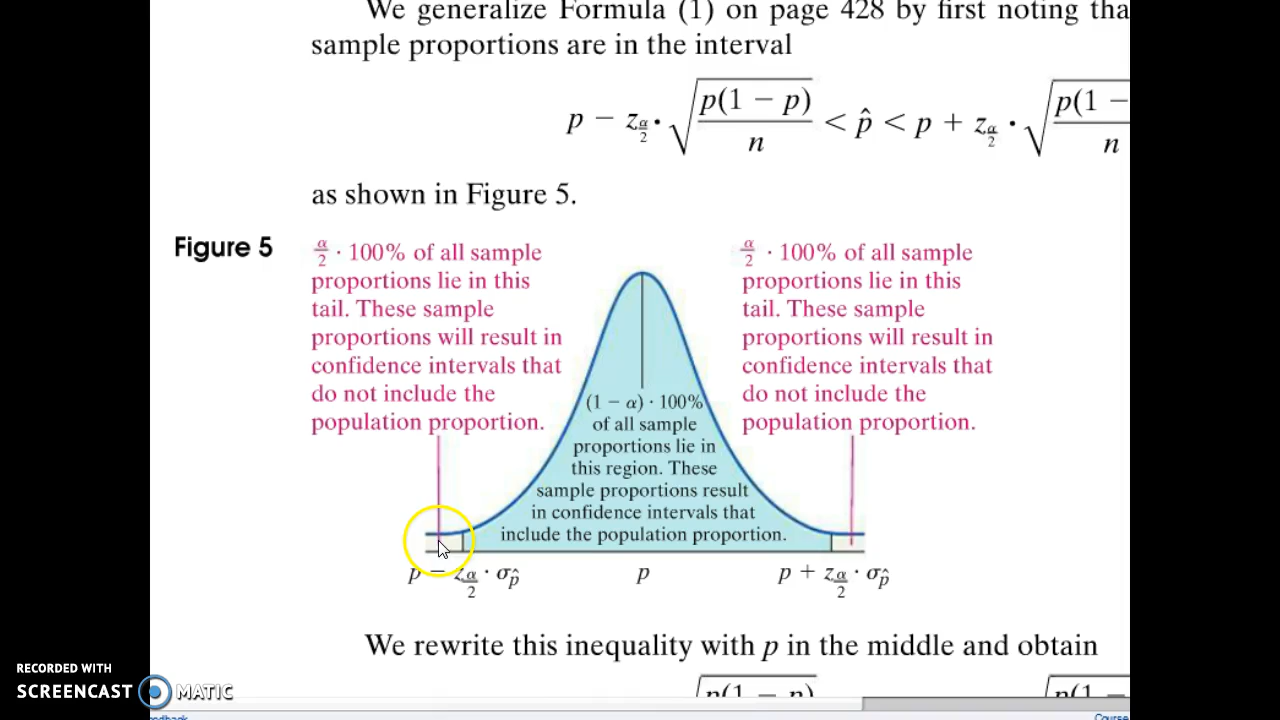 We generalize Formula (1) on page 428 by first noting tha
sample proportions are in the interval
p − z_{α/2} · √(p(1 − p)/n) < p̂ < p + z_{α/2} · √(p(1 −/n
as shown in Figure 5.
Figure 5
α/2 · 100% of all sample
proportions lie in this
tail. These sample
proportions will result in
confidence intervals that
do not include the
population proportion.
α/2 · 100% of all sample
proportions lie in this
tail. These sample
proportions will result in
confidence intervals that
do not include the
population proportion.
(1 − α) · 100%
of all sample
proportions lie in
this region. These
sample proportions result
in confidence intervals that
include the population proportion.
p − z_{α/2} · σ_p̂
p
p + z_{α/2} · σ_p̂
We rewrite this inequality with p in the middle and obtain
RECORDED WITH
SCREENCAST MATIC